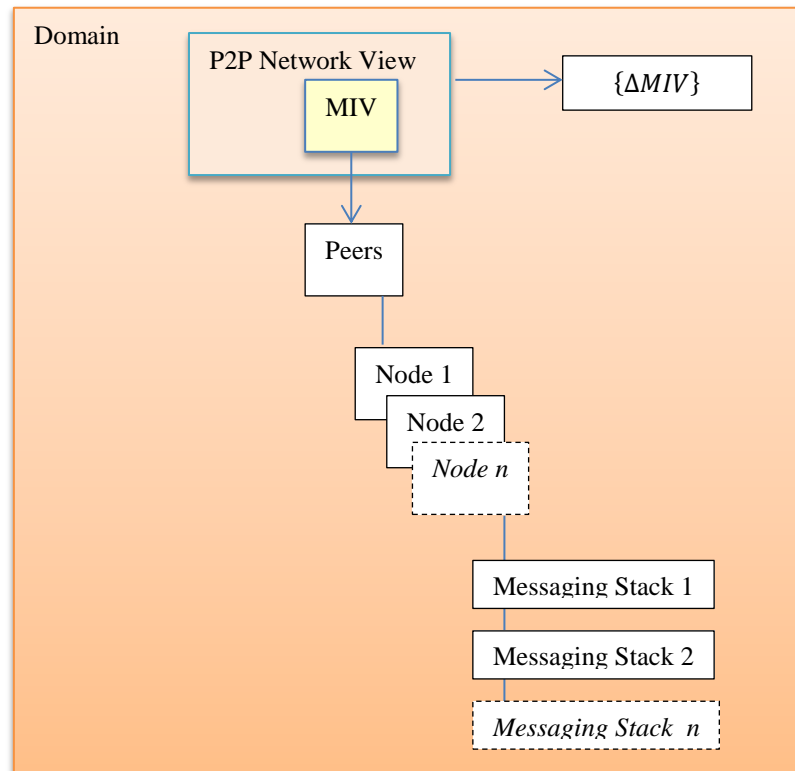 Domain
P2P Network View
MIV
{ΔMIV}
Peers
Node 1
Node 2
Node n
Messaging Stack 1
Messaging Stack 2
Messaging Stack n